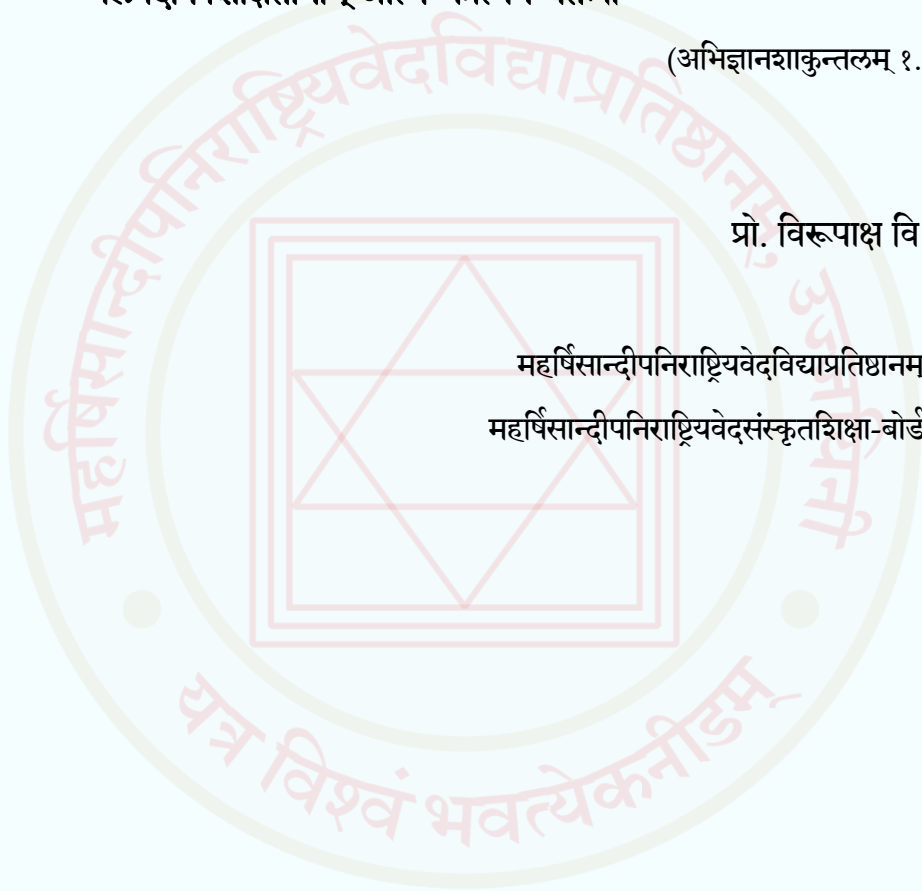 (अभिज्ञानशाकुन्तलम् १.
प्रो. विरूपाक्ष वि
महर्षिसान्दीपनिराष्ट्रियवेदविद्याप्रतिष्ठानम्
महर्षिसान्दीपनिराष्ट्रियवेदसंस्कृतशिक्षा-बोर्ड
महर्षिसान्दीपनिराष्ट्रियवेदविद्याप्रतिष्ठानम्, उज्जयिनी
यत्र विश्वं भवत्येकनीडम्